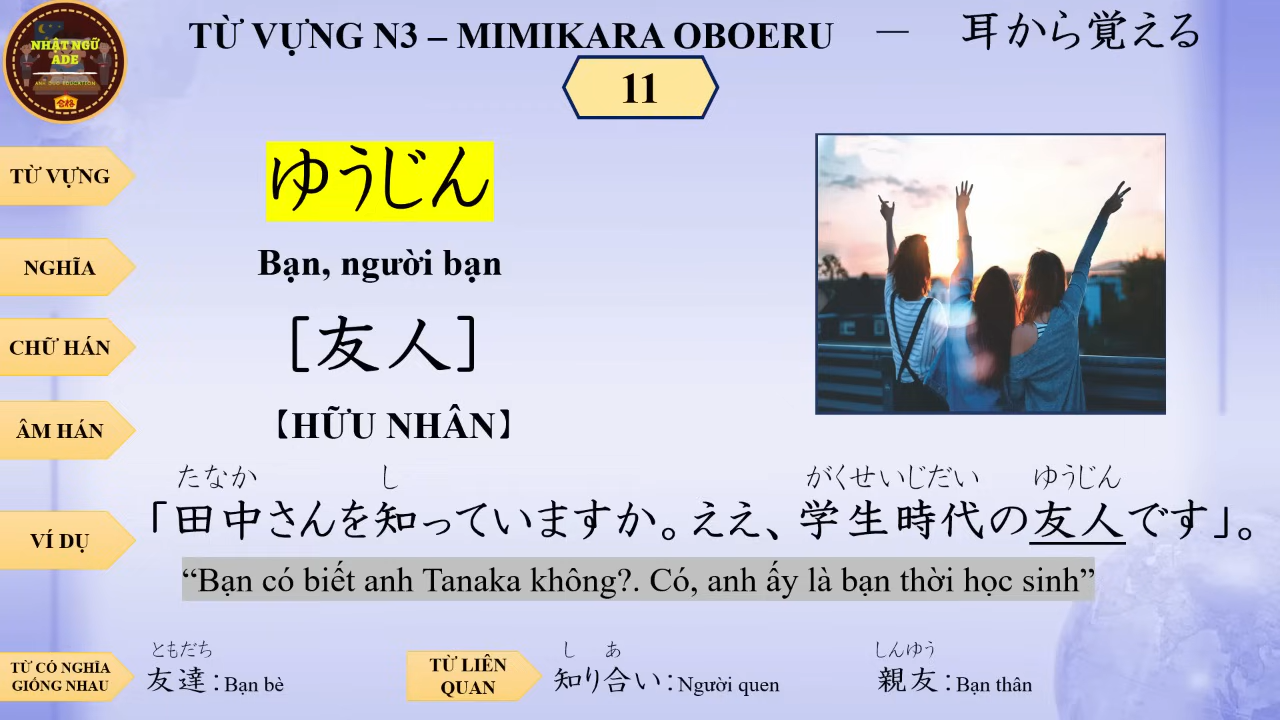 NHẬT NGỮ
ADE
ANH DUC EDUCATION
合格
TỪ VỰNG N3 – MIMIKARA OBOERU — 耳から覚える
11
TỪ VỰNG
ゆうじん
NGHĨA
Bạn, người bạn
CHỮ HÁN
[友人]
ÂM HÁN
【HỮU NHÂN】
たなか し がくせいじだい ゆうじん
VÍ DỤ
「田中さんを知っていますか。ええ、学生時代の友人です」。
“Bạn có biết anh Tanaka không?. Có, anh ấy là bạn thời học sinh”
TỪ CÓ NGHĨA
GIỐNG NHAU
ともだち
友達：Bạn bè
TỪ LIÊN
QUAN
し あ
知り合い：Người quen
しんゆう
親友：Bạn thân